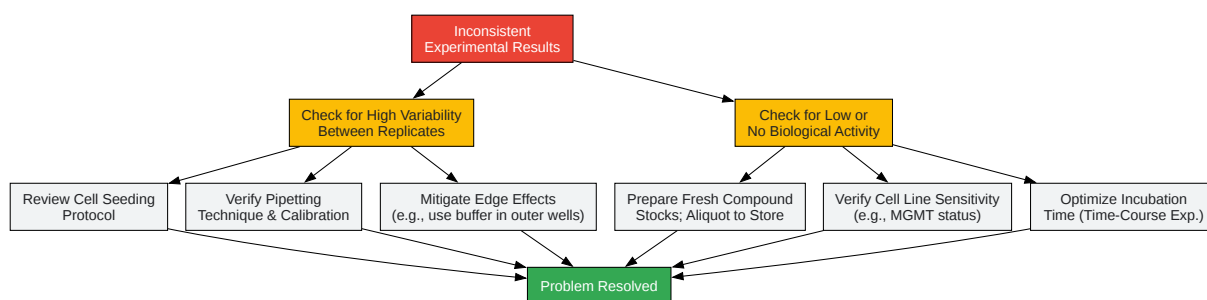 Inconsistent
Experimental Results
Check for High Variability
Between Replicates
Check for Low or
No Biological Activity
Review Cell Seeding
Protocol
Verify Pipetting
Technique & Calibration
Mitigate Edge Effects
(e.g., use buffer in outer wells)
Prepare Fresh Compound
Stocks; Aliquot to Store
Verify Cell Line Sensitivity
(e.g., MGMT status)
Optimize Incubation
Time (Time-Course Exp.)
Problem Resolved